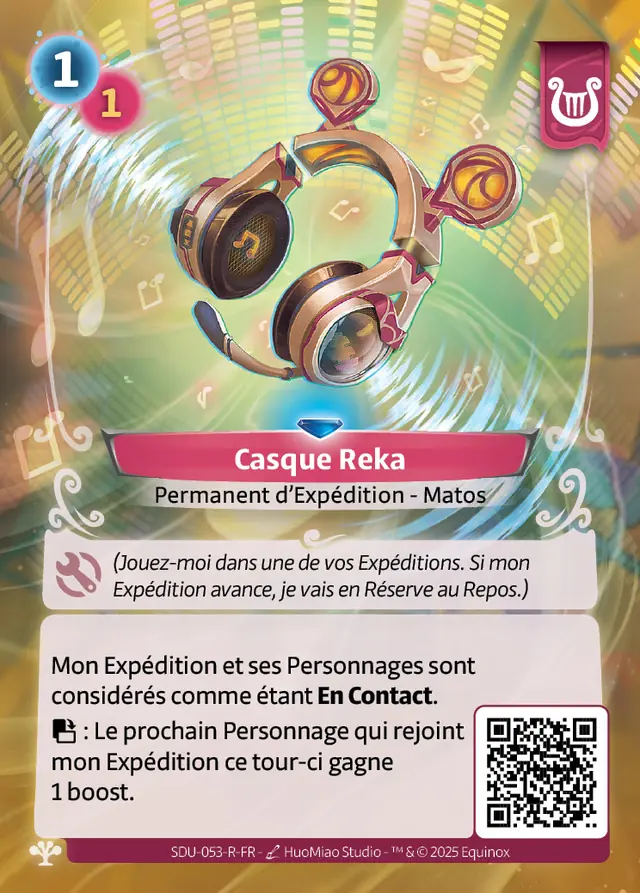 1
1
Casque Reka
Permanent d'Expédition - Matos
(Jouez-moi dans une de vos Expéditions. Si mon
Expédition avance, je vais en Réserve au Repos.)
Mon Expédition et ses Personnages sont
considérés comme étant En Contact.
: Le prochain Personnage qui rejoint
mon Expédition ce tour-ci gagne
1 boost.
SDU-053-R-FR - HuoMiao Studio - ™ & © 2025 Equinox